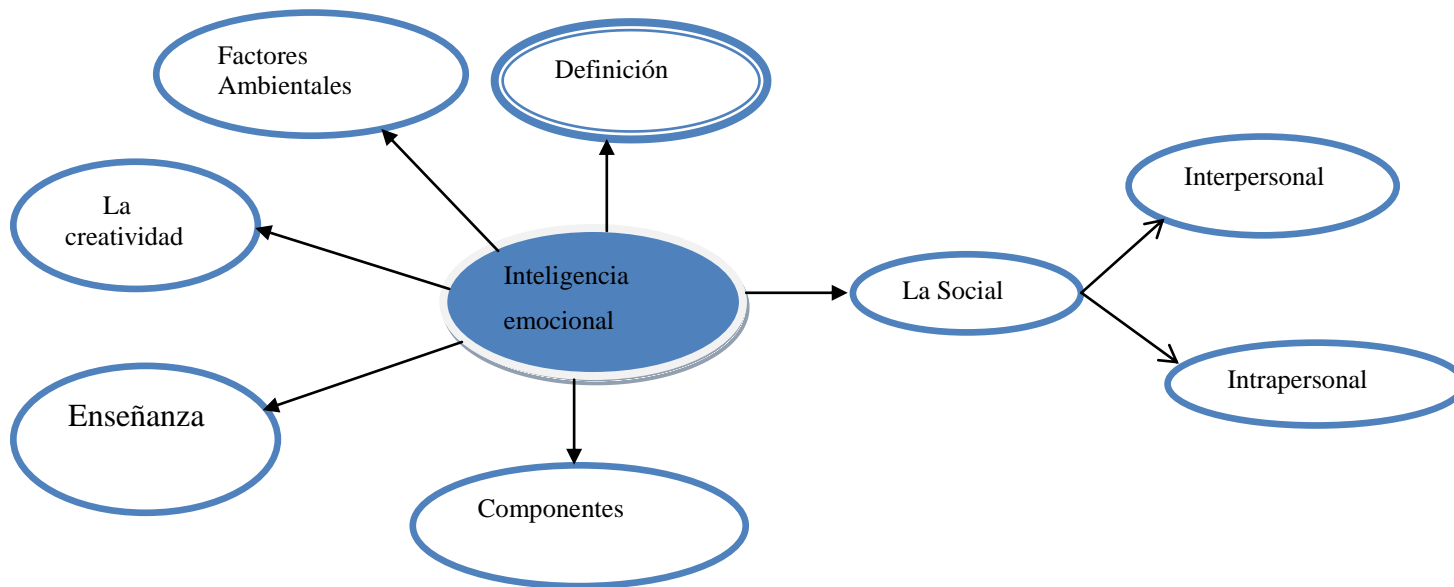 Factores
Ambientales
Definición
La
creatividad
Inteligencia
emocional
La Social
Interpersonal
Intrapersonal
Enseñanza
Componentes